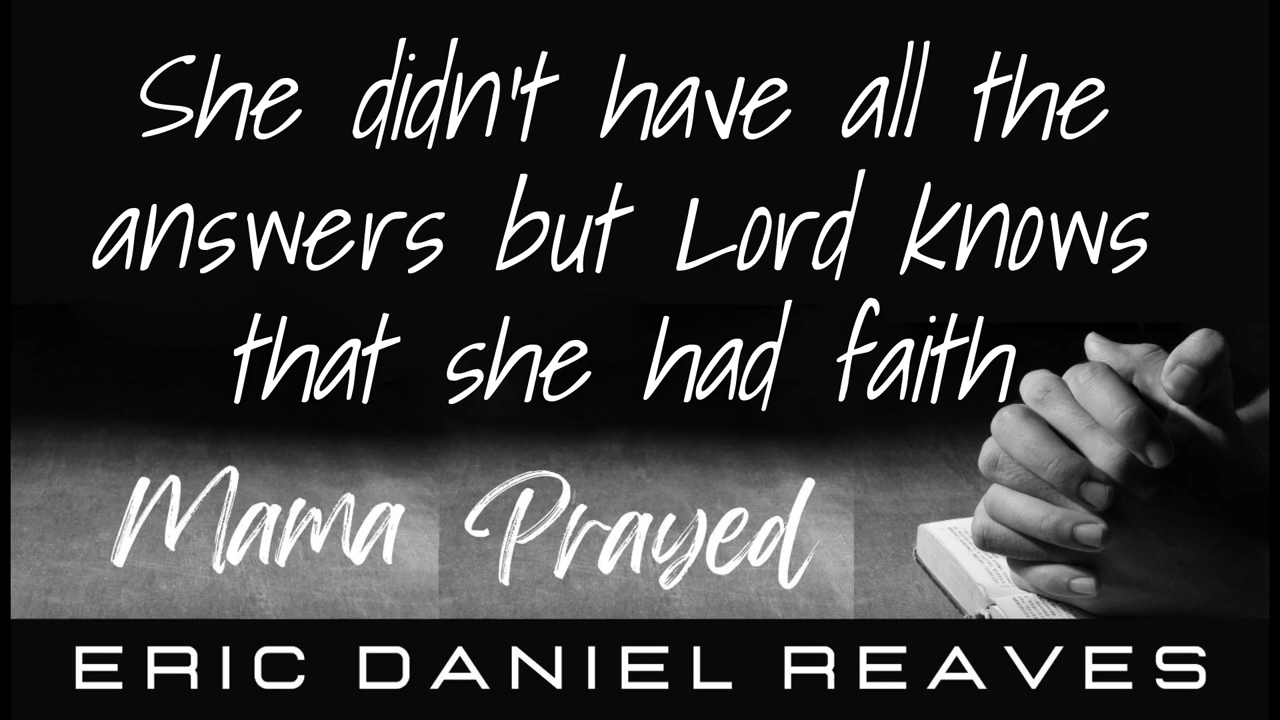 She didn't have all the
answers but Lord knows
that she had faith
Mama Prayed
ERIC DANIEL REAVES